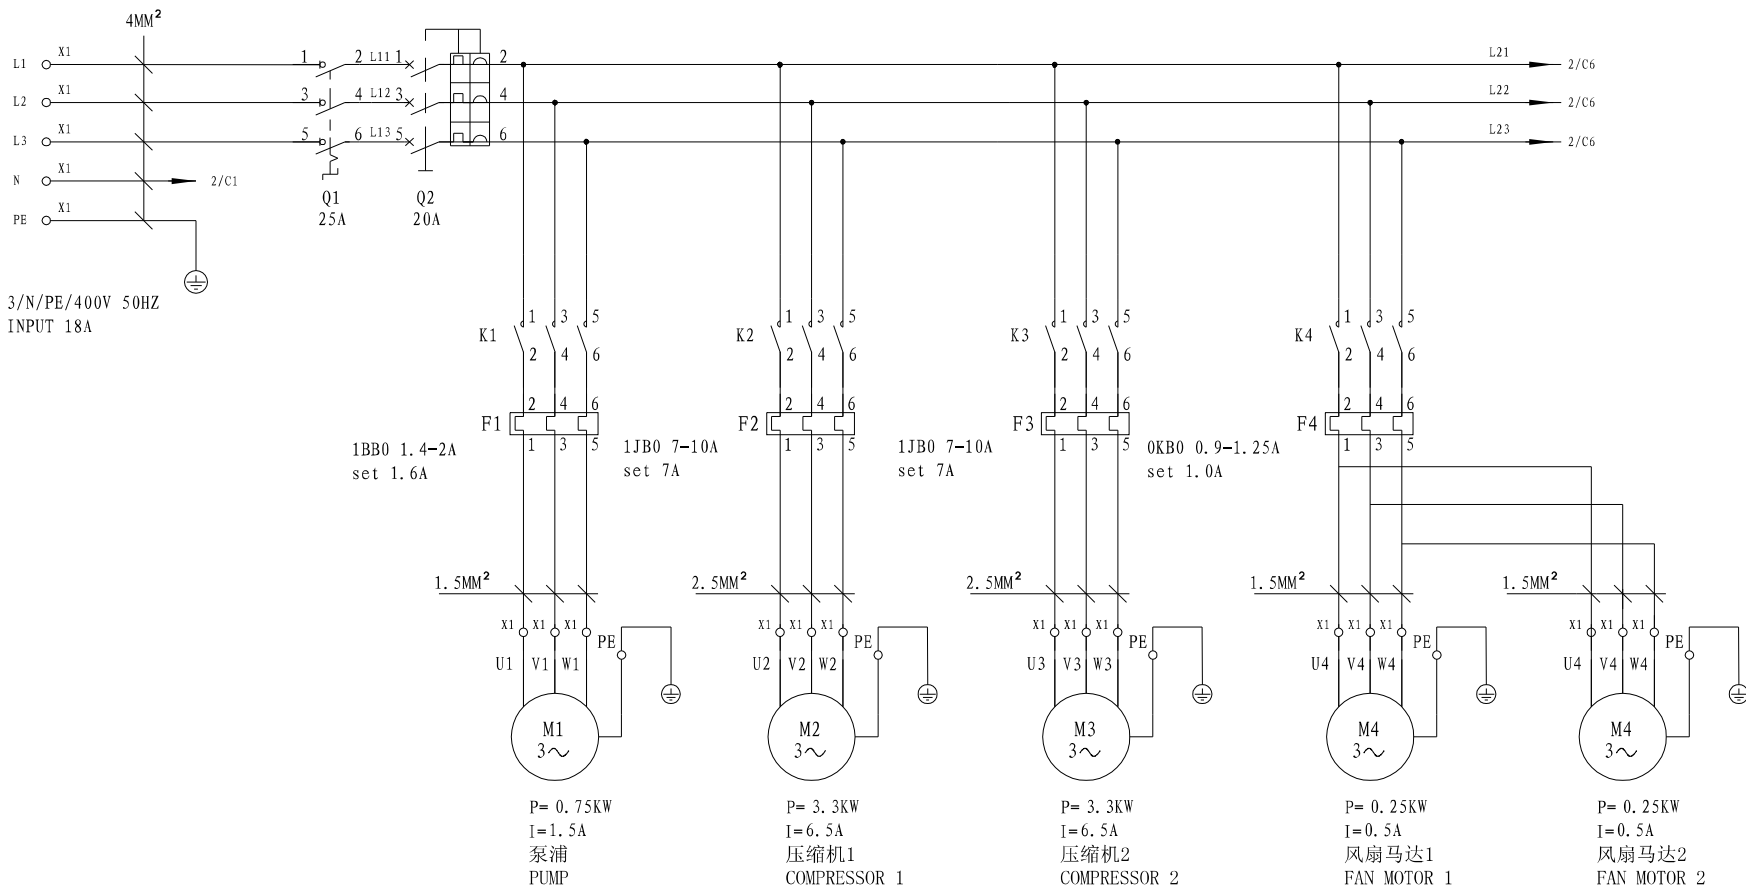 4MM²
L1 X1 1 2 L11 1 2 L21 2/C6
L2 X1 3 4 L12 3 4 L22 2/C6
L3 X1 5 6 L13 5 6 L23 2/C6
N X1 2/C1
PE X1
Q1 Q2
25A 20A
3/N/PE/400V 50HZ
INPUT 18A
1 3 5 1 3 5 1 3 5 1 3 5
K1 K2 K3 K4
2 4 6 2 4 6 2 4 6 2 4 6
2 4 6 2 4 6 2 4 6 2 4 6
F1 F2 F3 F4
1 3 5 1 3 5 1 3 5 1 3 5
1BB0 1.4-2A 1JB0 7-10A 1JB0 7-10A 0KB0 0.9-1.25A
set 1.6A set 7A set 7A set 1.0A
1.5MM² 2.5MM² 2.5MM² 1.5MM² 1.5MM²
X1 X1 X1 X1 X1 X1 X1 X1 X1 X1 X1 X1 X1 X1 X1
PE PE PE PE PE
U1 V1 W1 U2 V2 W2 U3 V3 W3 U4 V4 W4 U4 V4 W4
M1 M2 M3 M4 M4
3～ 3～ 3～ 3～ 3～
P= 0.75KW P= 3.3KW P= 3.3KW P= 0.25KW P= 0.25KW
I=1.5A I=6.5A I=6.5A I=0.5A I=0.5A
泵浦 压缩机1 压缩机2 风扇马达1 风扇马达2
PUMP COMPRESSOR 1 COMPRESSOR 2 FAN MOTOR 1 FAN MOTOR 2